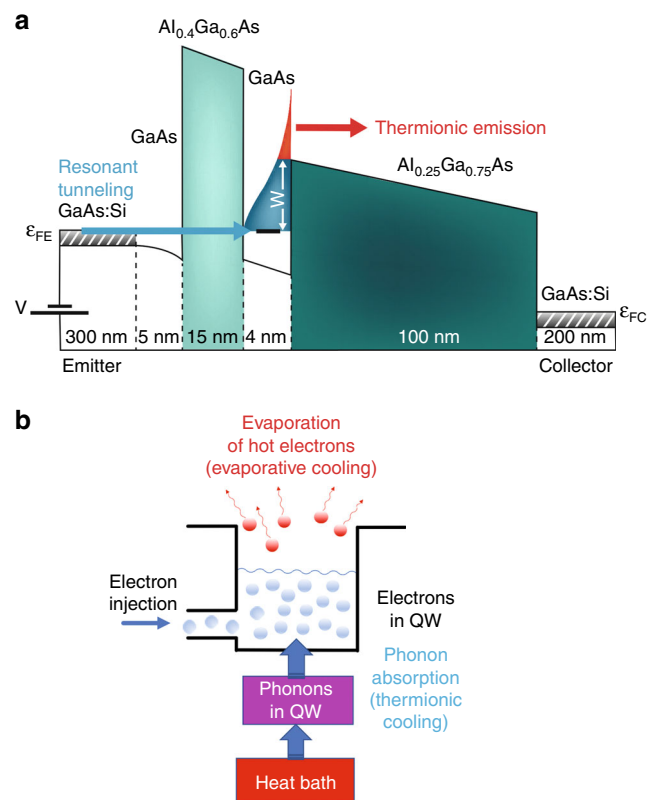 a
Al0.4Ga0.6As
GaAs
GaAs
Thermionic emission
Al0.25Ga0.75As
Resonant
tunneling
GaAs:Si
εFE
W
GaAs:Si
εFC
V
300 nm
5 nm
15 nm
4 nm
100 nm
200 nm
Emitter
Collector
b
Evaporation
of hot electrons
(evaporative cooling)
Electron
injection
Electrons
in QW
Phonon
absorption
(thermionic
cooling)
Phonons
in QW
Heat bath